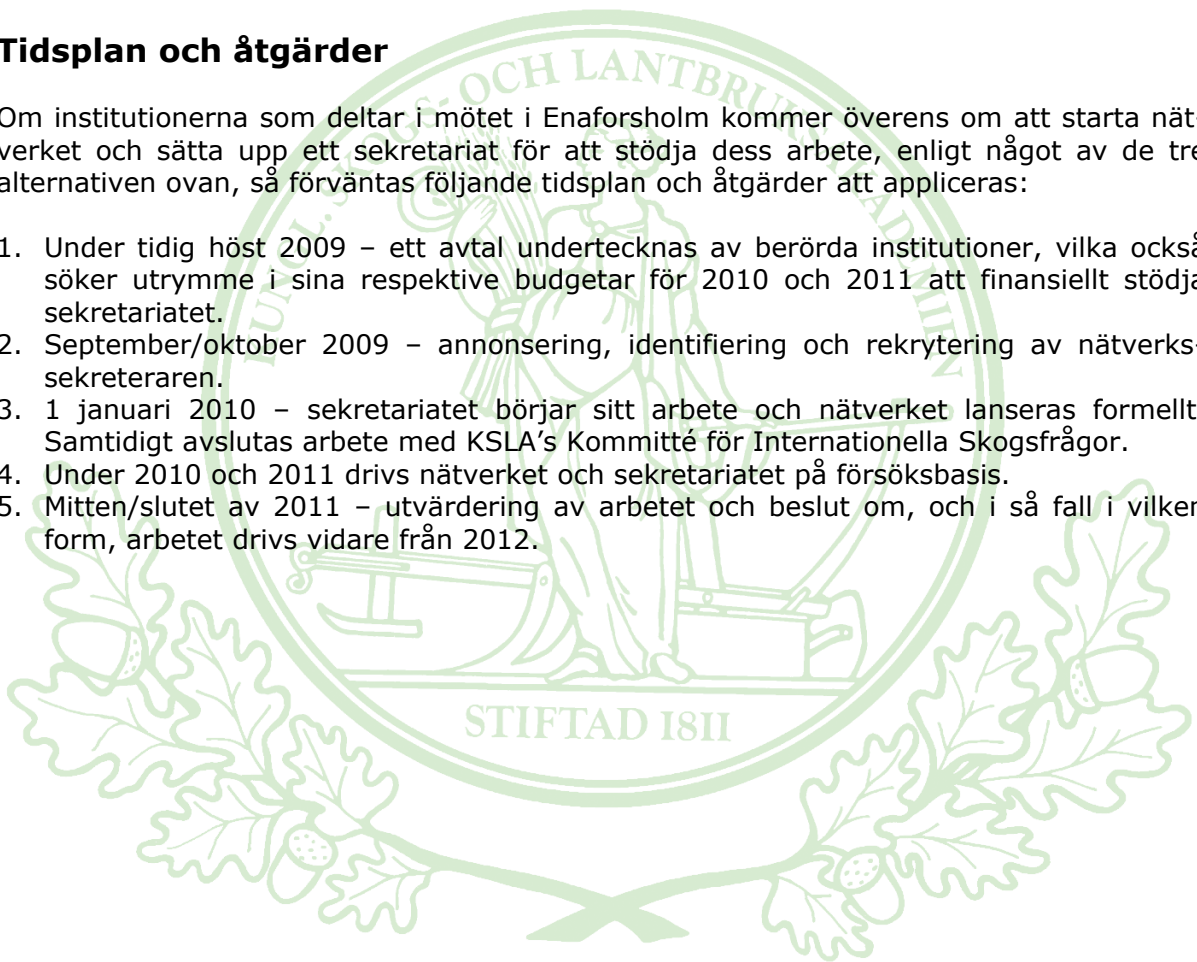 Tidsplan och åtgärder
Om institutionerna som deltar i mötet i Enaforsholm kommer överens om att starta nät-
verket och sätta upp ett sekretariat för att stödja dess arbete, enligt något av de tre
alternativen ovan, så förväntas följande tidsplan och åtgärder att appliceras:
1. Under tidig höst 2009 – ett avtal undertecknas av berörda institutioner, vilka också
söker utrymme i sina respektive budgetar för 2010 och 2011 att finansiellt stödja
sekretariatet.
2. September/oktober 2009 – annonsering, identifiering och rekrytering av nätverks-
sekreteraren.
3. 1 januari 2010 – sekretariatet börjar sitt arbete och nätverket lanseras formellt.
Samtidigt avslutas arbete med KSLA’s Kommitté för Internationella Skogsfrågor.
4. Under 2010 och 2011 drivs nätverket och sekretariatet på försöksbasis.
5. Mitten/slutet av 2011 – utvärdering av arbetet och beslut om, och i så fall i vilken
form, arbetet drivs vidare från 2012.
KUNGL. SKOGS- OCH LANTBRUKSAKADEMIEN
STIFTAD 1811